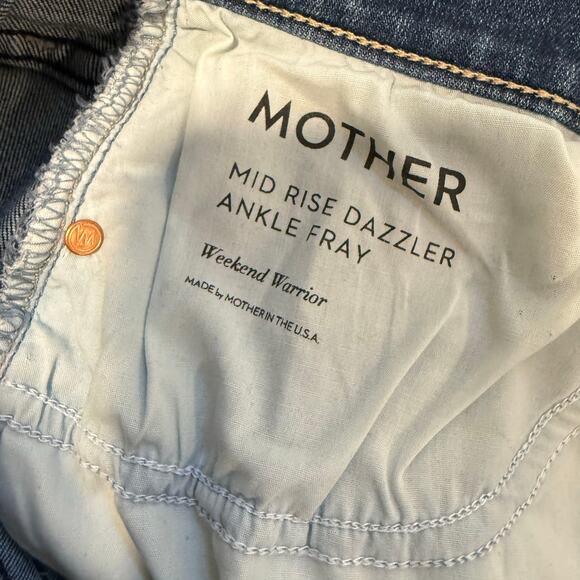 MOTHER
MID RISE DAZZLER
ANKLE FRAY
Weekend Warrior
MADE by MOTHER IN THE U.S.A.
M